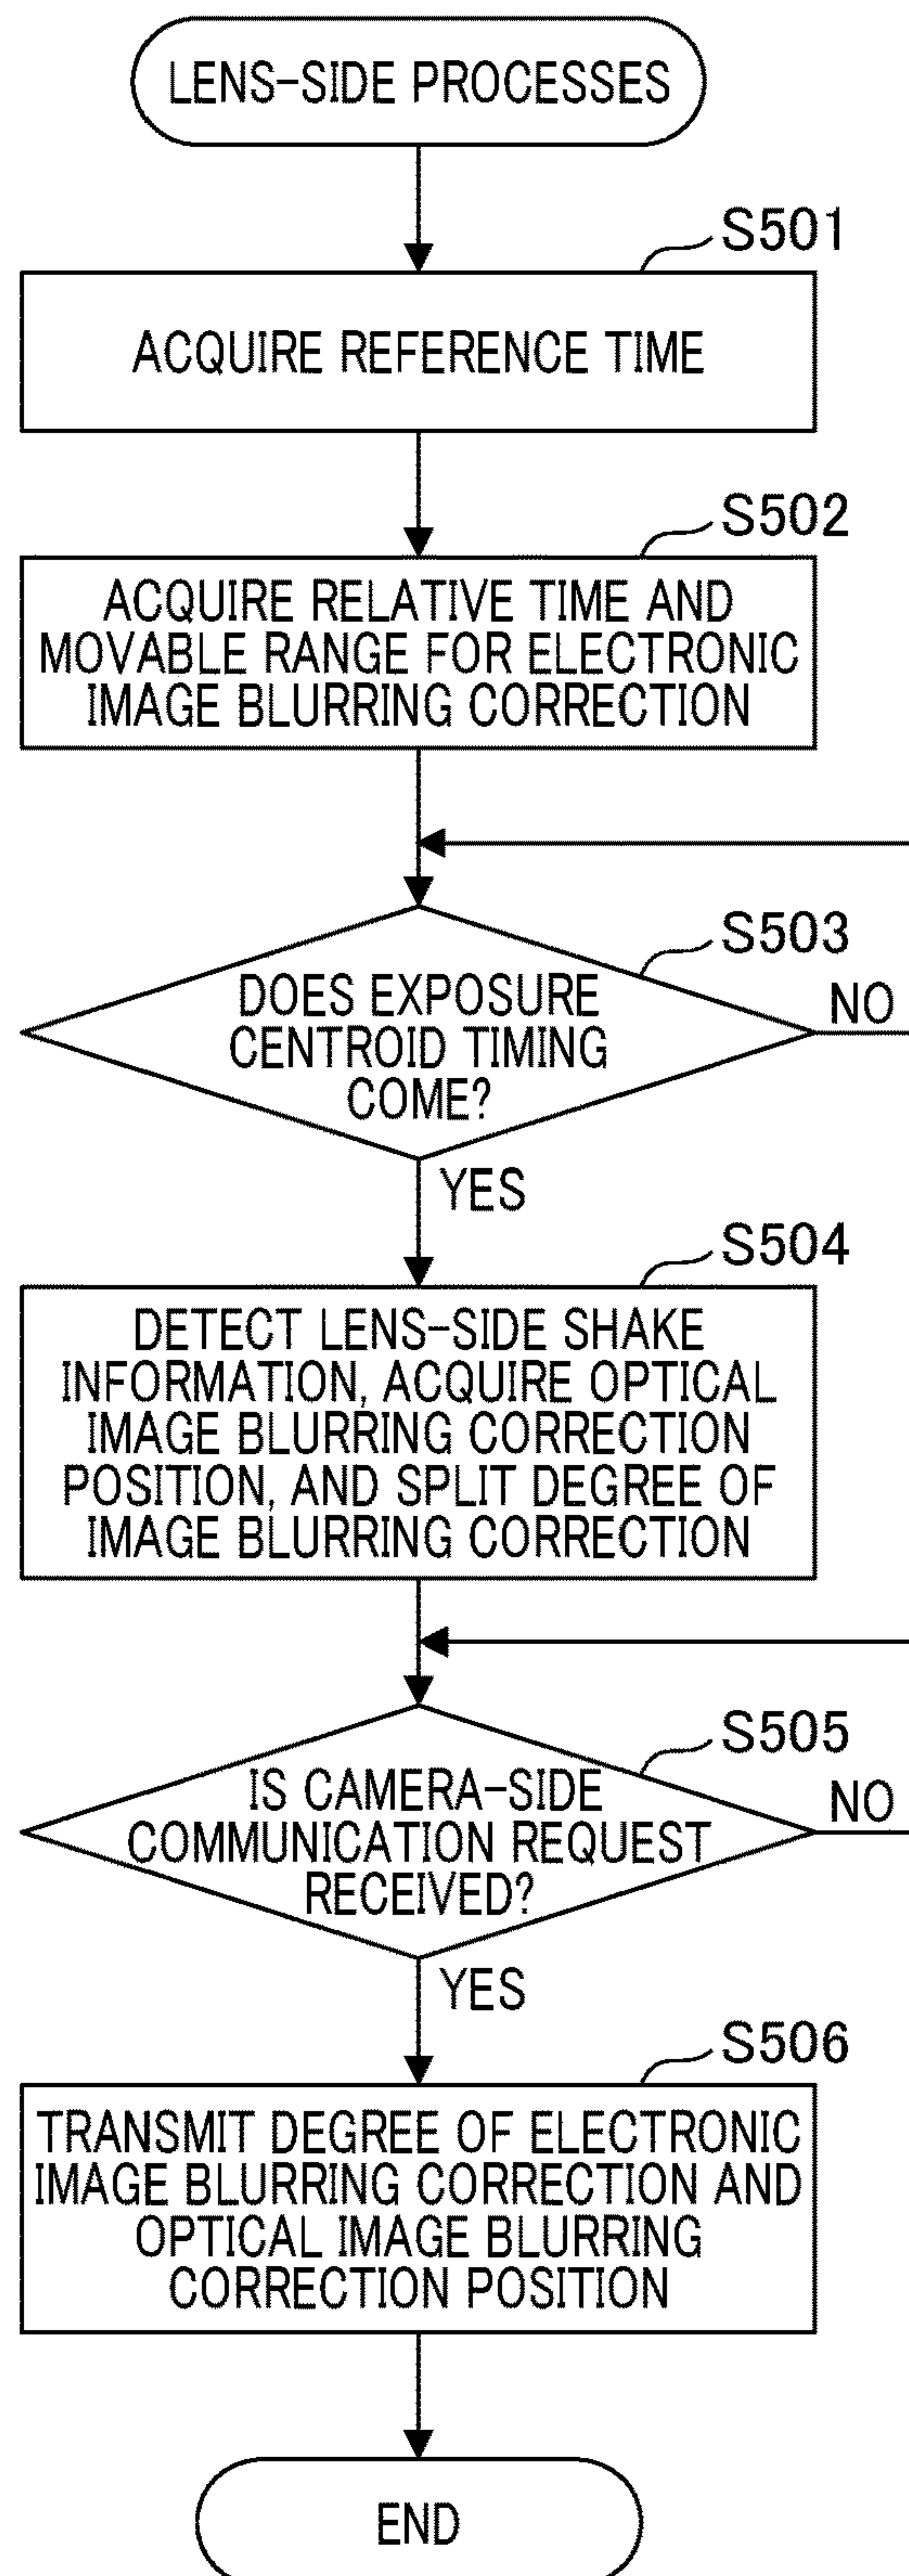 LENS-SIDE PROCESSES
S501
ACQUIRE REFERENCE TIME
S502
ACQUIRE RELATIVE TIME AND
MOVABLE RANGE FOR ELECTRONIC
IMAGE BLURRING CORRECTION
S503
DOES EXPOSURE
CENTROID TIMING
COME?
NO
YES
S504
DETECT LENS-SIDE SHAKE
INFORMATION, ACQUIRE OPTICAL
IMAGE BLURRING CORRECTION
POSITION, AND SPLIT DEGREE OF
IMAGE BLURRING CORRECTION
S505
IS CAMERA-SIDE
COMMUNICATION REQUEST
RECEIVED?
NO
YES
S506
TRANSMIT DEGREE OF ELECTRONIC
IMAGE BLURRING CORRECTION AND
OPTICAL IMAGE BLURRING
CORRECTION POSITION
END